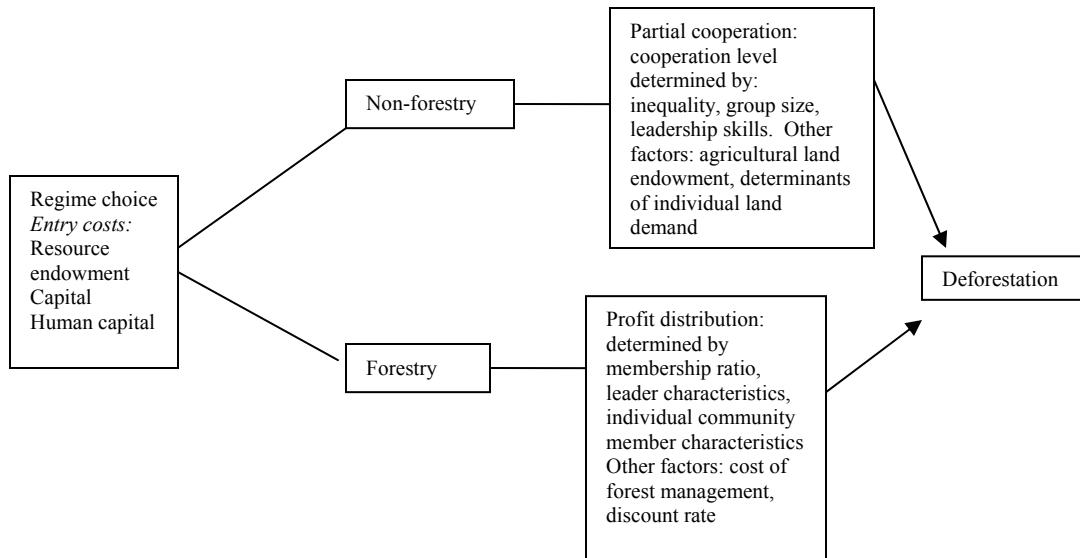 Regime choice
Entry costs:
Resource
endowment
Capital
Human capital
Non-forestry
Partial cooperation:
cooperation level
determined by:
inequality, group size,
leadership skills.  Other
factors: agricultural land
endowment, determinants
of individual land
demand
Forestry
Profit distribution:
determined by
membership ratio,
leader characteristics,
individual community
member characteristics
Other factors: cost of
forest management,
discount rate
Deforestation